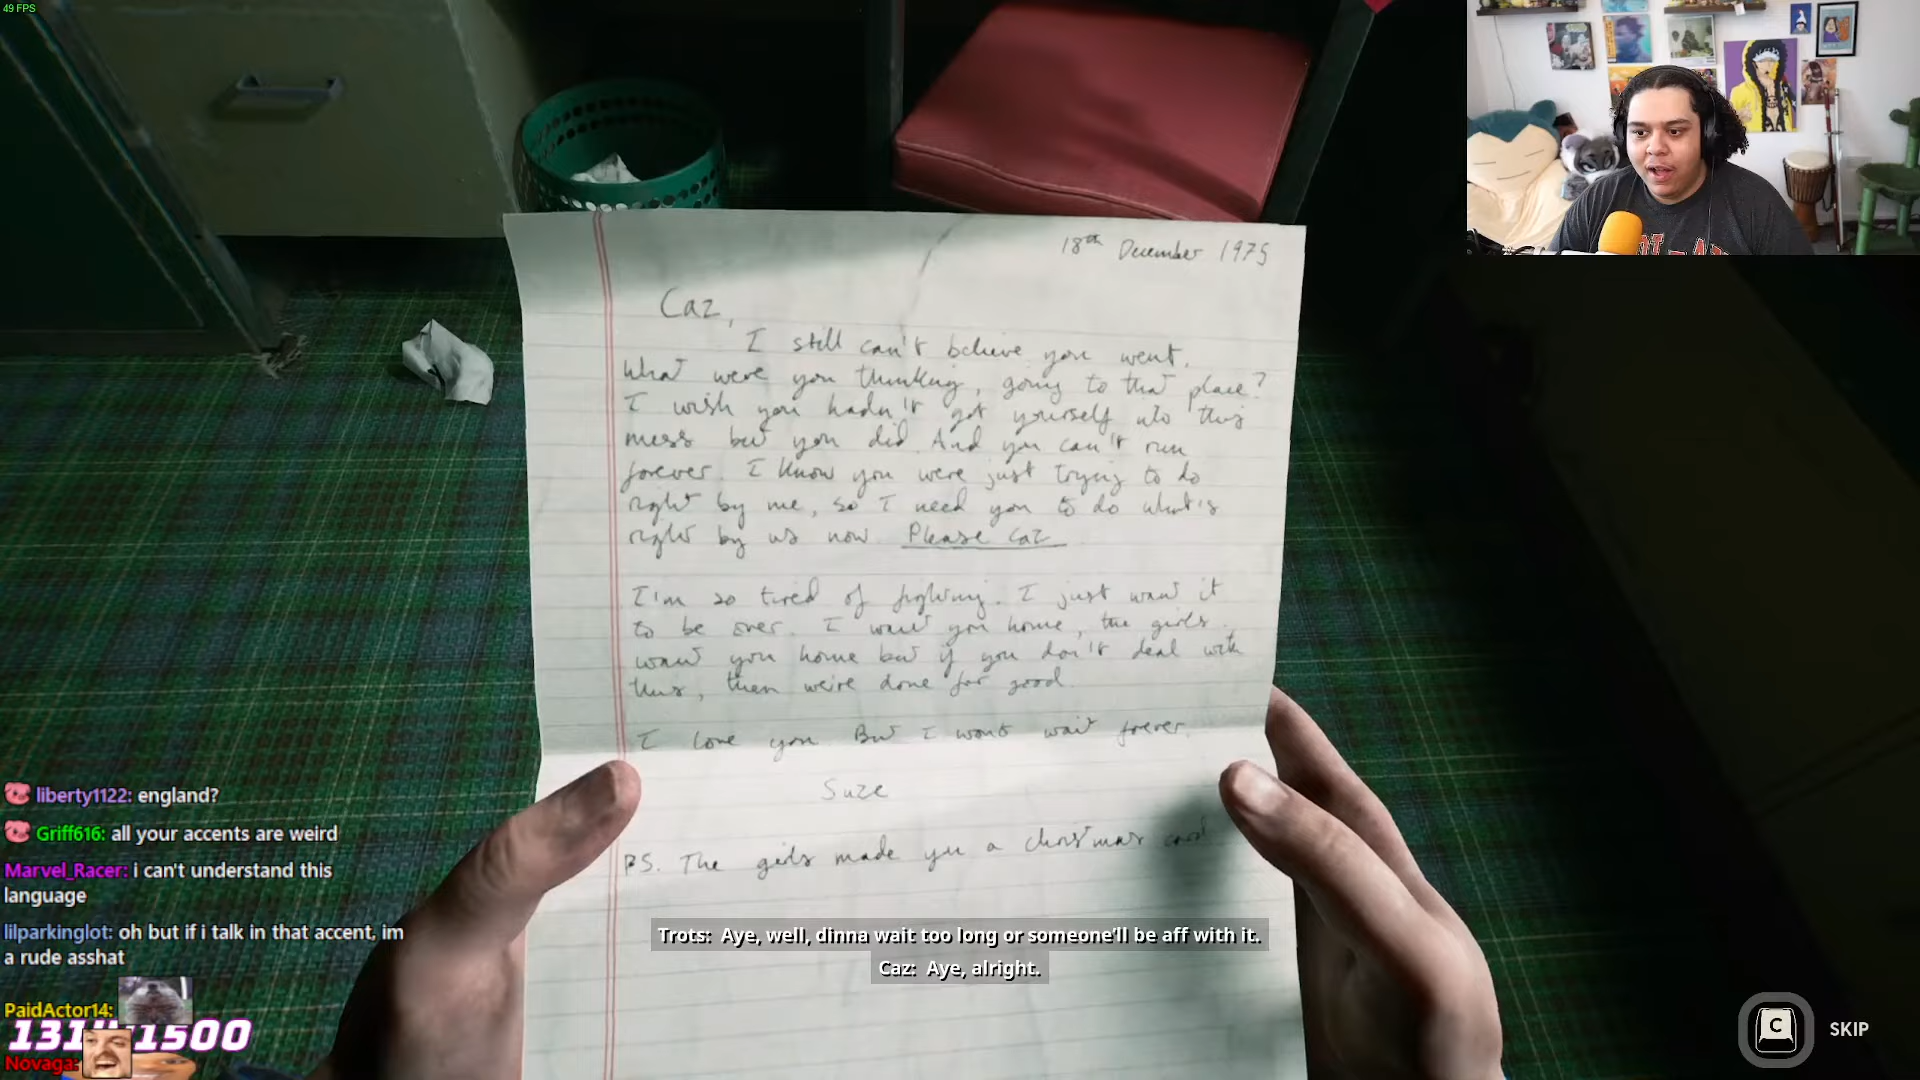 49 FPS
18th December 1975
Caz,
I still can't believe you went.
What were you thinking, going to that place?
I wish you hadn't got yourself into this
mess but you did. And you can't run
forever. I know you were just trying to do
right by me, so I need you to do what's
right by us now. Please Caz
I'm so tired of fighting. I just want it
to be over. I want you home, the girls
want you home but if you don't deal with
this, then we're done for good.
I love you. But I won't wait forever.
Suze
P.S. The girls made you a christmas card
Trots: Aye, well, dinna wait too long or someone'll be aff with it.
Caz: Aye, alright.
liberty1122: england?
Griff616: all your accents are weird
Marvel_Racer: i can't understand this
language
lilparkinglot: oh but if i talk in that accent, im
a rude asshat
PaidActor14:
1500
Novaga:
C SKIP